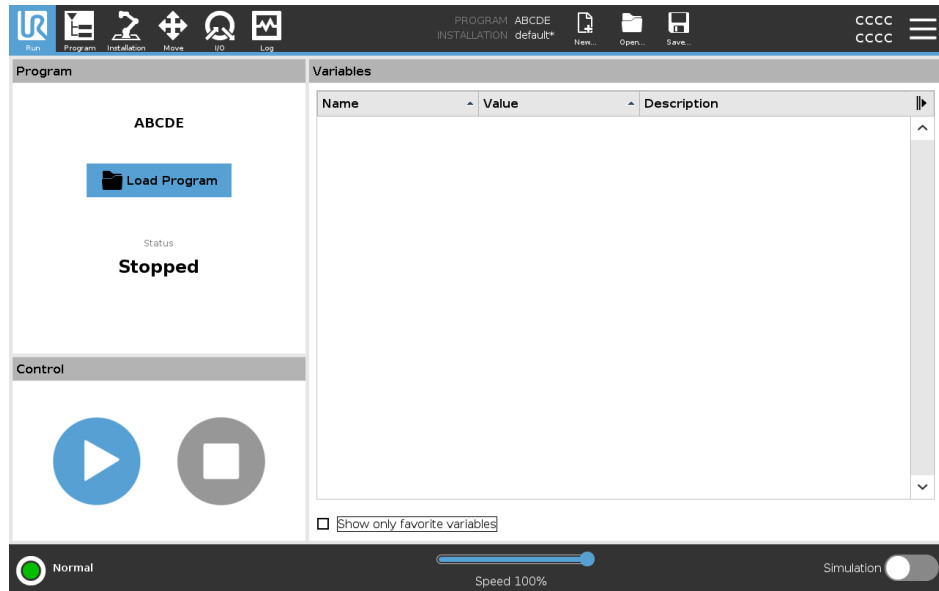 UR
Run
Program
Installation
Move
I/O
Log
PROGRAM ABCDE
INSTALLATION default*
New...
Open...
Save...
CCCC
CCCC
Program
Variables
ABCDE
Load Program
Status
Stopped
Name
Value
Description
Control
Show only favorite variables
Normal
Speed 100%
Simulation